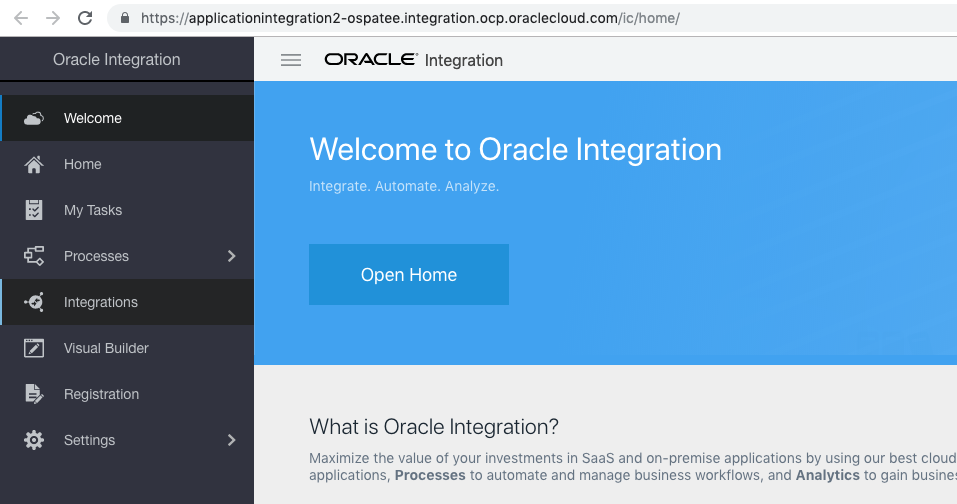 https://applicationintegration2-ospatee.integration.ocp.oraclecloud.com/ic/home/
Oracle Integration
ORACLE® Integration
Welcome
Home
My Tasks
Processes
Integrations
Visual Builder
Registration
Settings
Welcome to Oracle Integration
Integrate. Automate. Analyze.
Open Home
What is Oracle Integration?
Maximize the value of your investments in SaaS and on-premise applications by using our best cloud
applications, Processes to automate and manage business workflows, and Analytics to gain busine